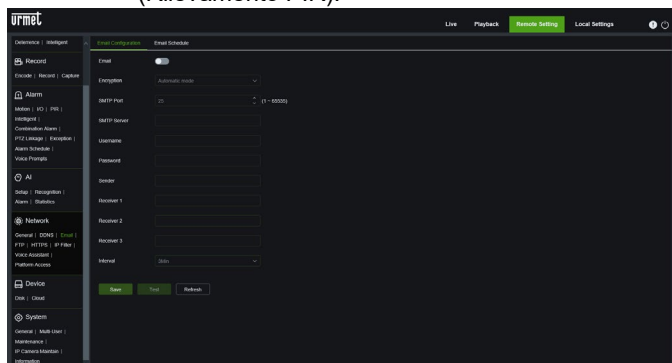 (Rilevamento PIR).
urmet
Live Playback Remote Setting Local Settings
Deterrence | Intelligent
Record
Encode | Record | Capture
Alarm
Motion | I/O | PIR |
Intelligent |
Combination Alarm |
PTZ Linkage | Exception |
Alarm Schedule |
Voice Prompts
AI
Setup | Recognition |
Alarm | Statistics
Network
General | DDNS | Email |
FTP | HTTPS | IP Filter |
Voice Assistant |
Platform Access
Device
Disk | Cloud
System
General | Multi-User |
Maintenance |
IP Camera Maintain |
Information
Email Configuration Email Schedule
Email
Encryption Automatic mode
SMTP Port 25 (1 ~ 65535)
SMTP Server
Username
Password
Sender
Receiver 1
Receiver 2
Receiver 3
Interval 3Min
Save Test Refresh